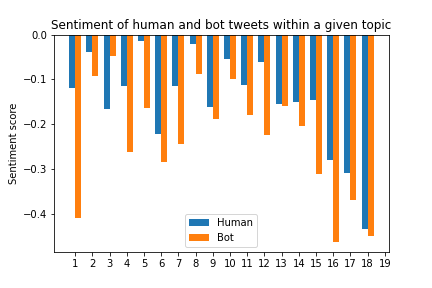 Sentiment of human and bot tweets within a given topic
Sentiment score
0.0
−0.1
−0.2
−0.3
−0.4
Human
Bot
1 2 3 4 5 6 7 8 9 10 11 12 13 14 15 16 17 18 19